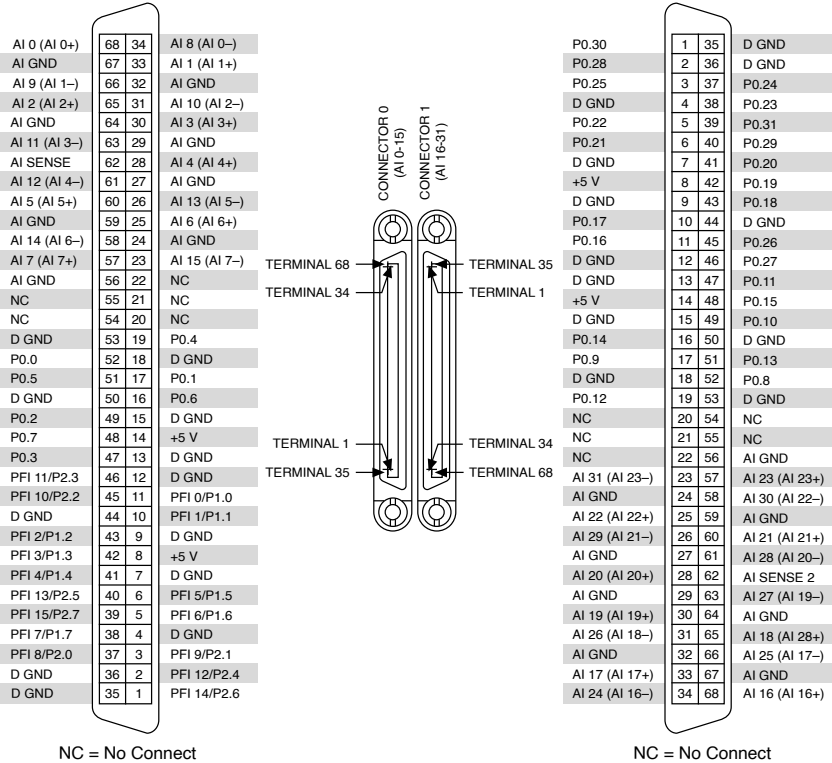 AI 0 (AI 0+) 68 34 AI 8 (AI 0–)
AI GND 67 33 AI 1 (AI 1+)
AI 9 (AI 1–) 66 32 AI GND
AI 2 (AI 2+) 65 31 AI 10 (AI 2–)
AI GND 64 30 AI 3 (AI 3+)
AI 11 (AI 3–) 63 29 AI GND
AI SENSE 62 28 AI 4 (AI 4+)
AI 12 (AI 4–) 61 27 AI GND
AI 5 (AI 5+) 60 26 AI 13 (AI 5–)
AI GND 59 25 AI 6 (AI 6+)
AI 14 (AI 6–) 58 24 AI GND
AI 7 (AI 7+) 57 23 AI 15 (AI 7–)
AI GND 56 22 NC
NC 55 21 NC
NC 54 20 NC
D GND 53 19 P0.4
P0.0 52 18 D GND
P0.5 51 17 P0.1
D GND 50 16 P0.6
P0.2 49 15 D GND
P0.7 48 14 +5 V
P0.3 47 13 D GND
PFI 11/P2.3 46 12 D GND
PFI 10/P2.2 45 11 PFI 0/P1.0
D GND 44 10 PFI 1/P1.1
PFI 2/P1.2 43 9 D GND
PFI 3/P1.3 42 8 +5 V
PFI 4/P1.4 41 7 D GND
PFI 13/P2.5 40 6 PFI 5/P1.5
PFI 15/P2.7 39 5 PFI 6/P1.6
PFI 7/P1.7 38 4 D GND
PFI 8/P2.0 37 3 PFI 9/P2.1
D GND 36 2 PFI 12/P2.4
D GND 35 1 PFI 14/P2.6
NC = No Connect
CONNECTOR 0
(AI 0-15)
CONNECTOR 1
(AI 16-31)
TERMINAL 68
TERMINAL 35
TERMINAL 34
TERMINAL 1
TERMINAL 1
TERMINAL 34
TERMINAL 35
TERMINAL 68
P0.30 1 35 D GND
P0.28 2 36 D GND
P0.25 3 37 P0.24
D GND 4 38 P0.23
P0.22 5 39 P0.31
P0.21 6 40 P0.29
D GND 7 41 P0.20
+5 V 8 42 P0.19
D GND 9 43 P0.18
P0.17 10 44 D GND
P0.16 11 45 P0.26
D GND 12 46 P0.27
D GND 13 47 P0.11
+5 V 14 48 P0.15
D GND 15 49 P0.10
P0.14 16 50 D GND
P0.9 17 51 P0.13
D GND 18 52 P0.8
P0.12 19 53 D GND
NC 20 54 NC
NC 21 55 NC
NC 22 56 AI GND
AI 31 (AI 23–) 23 57 AI 23 (AI 23+)
AI GND 24 58 AI 30 (AI 22–)
AI 22 (AI 22+) 25 59 AI GND
AI 29 (AI 21–) 26 60 AI 21 (AI 21+)
AI GND 27 61 AI 28 (AI 20–)
AI 20 (AI 20+) 28 62 AI SENSE 2
AI GND 29 63 AI 27 (AI 19–)
AI 19 (AI 19+) 30 64 AI GND
AI 26 (AI 18–) 31 65 AI 18 (AI 28+)
AI GND 32 66 AI 25 (AI 17–)
AI 17 (AI 17+) 33 67 AI GND
AI 24 (AI 16–) 34 68 AI 16 (AI 16+)
NC = No Connect